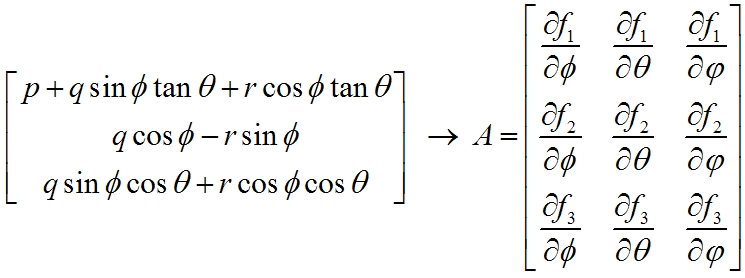 p + q sin ϕ tan θ + r cos ϕ tan θ
q cos ϕ − r sin ϕ
q sin ϕ cos θ + r cos ϕ cos θ
→ A =
∂f₁/∂ϕ ∂f₁/∂θ ∂f₁/∂φ
∂f₂/∂ϕ ∂f₂/∂θ ∂f₂/∂φ
∂f₃/∂ϕ ∂f₃/∂θ ∂f₃/∂φ